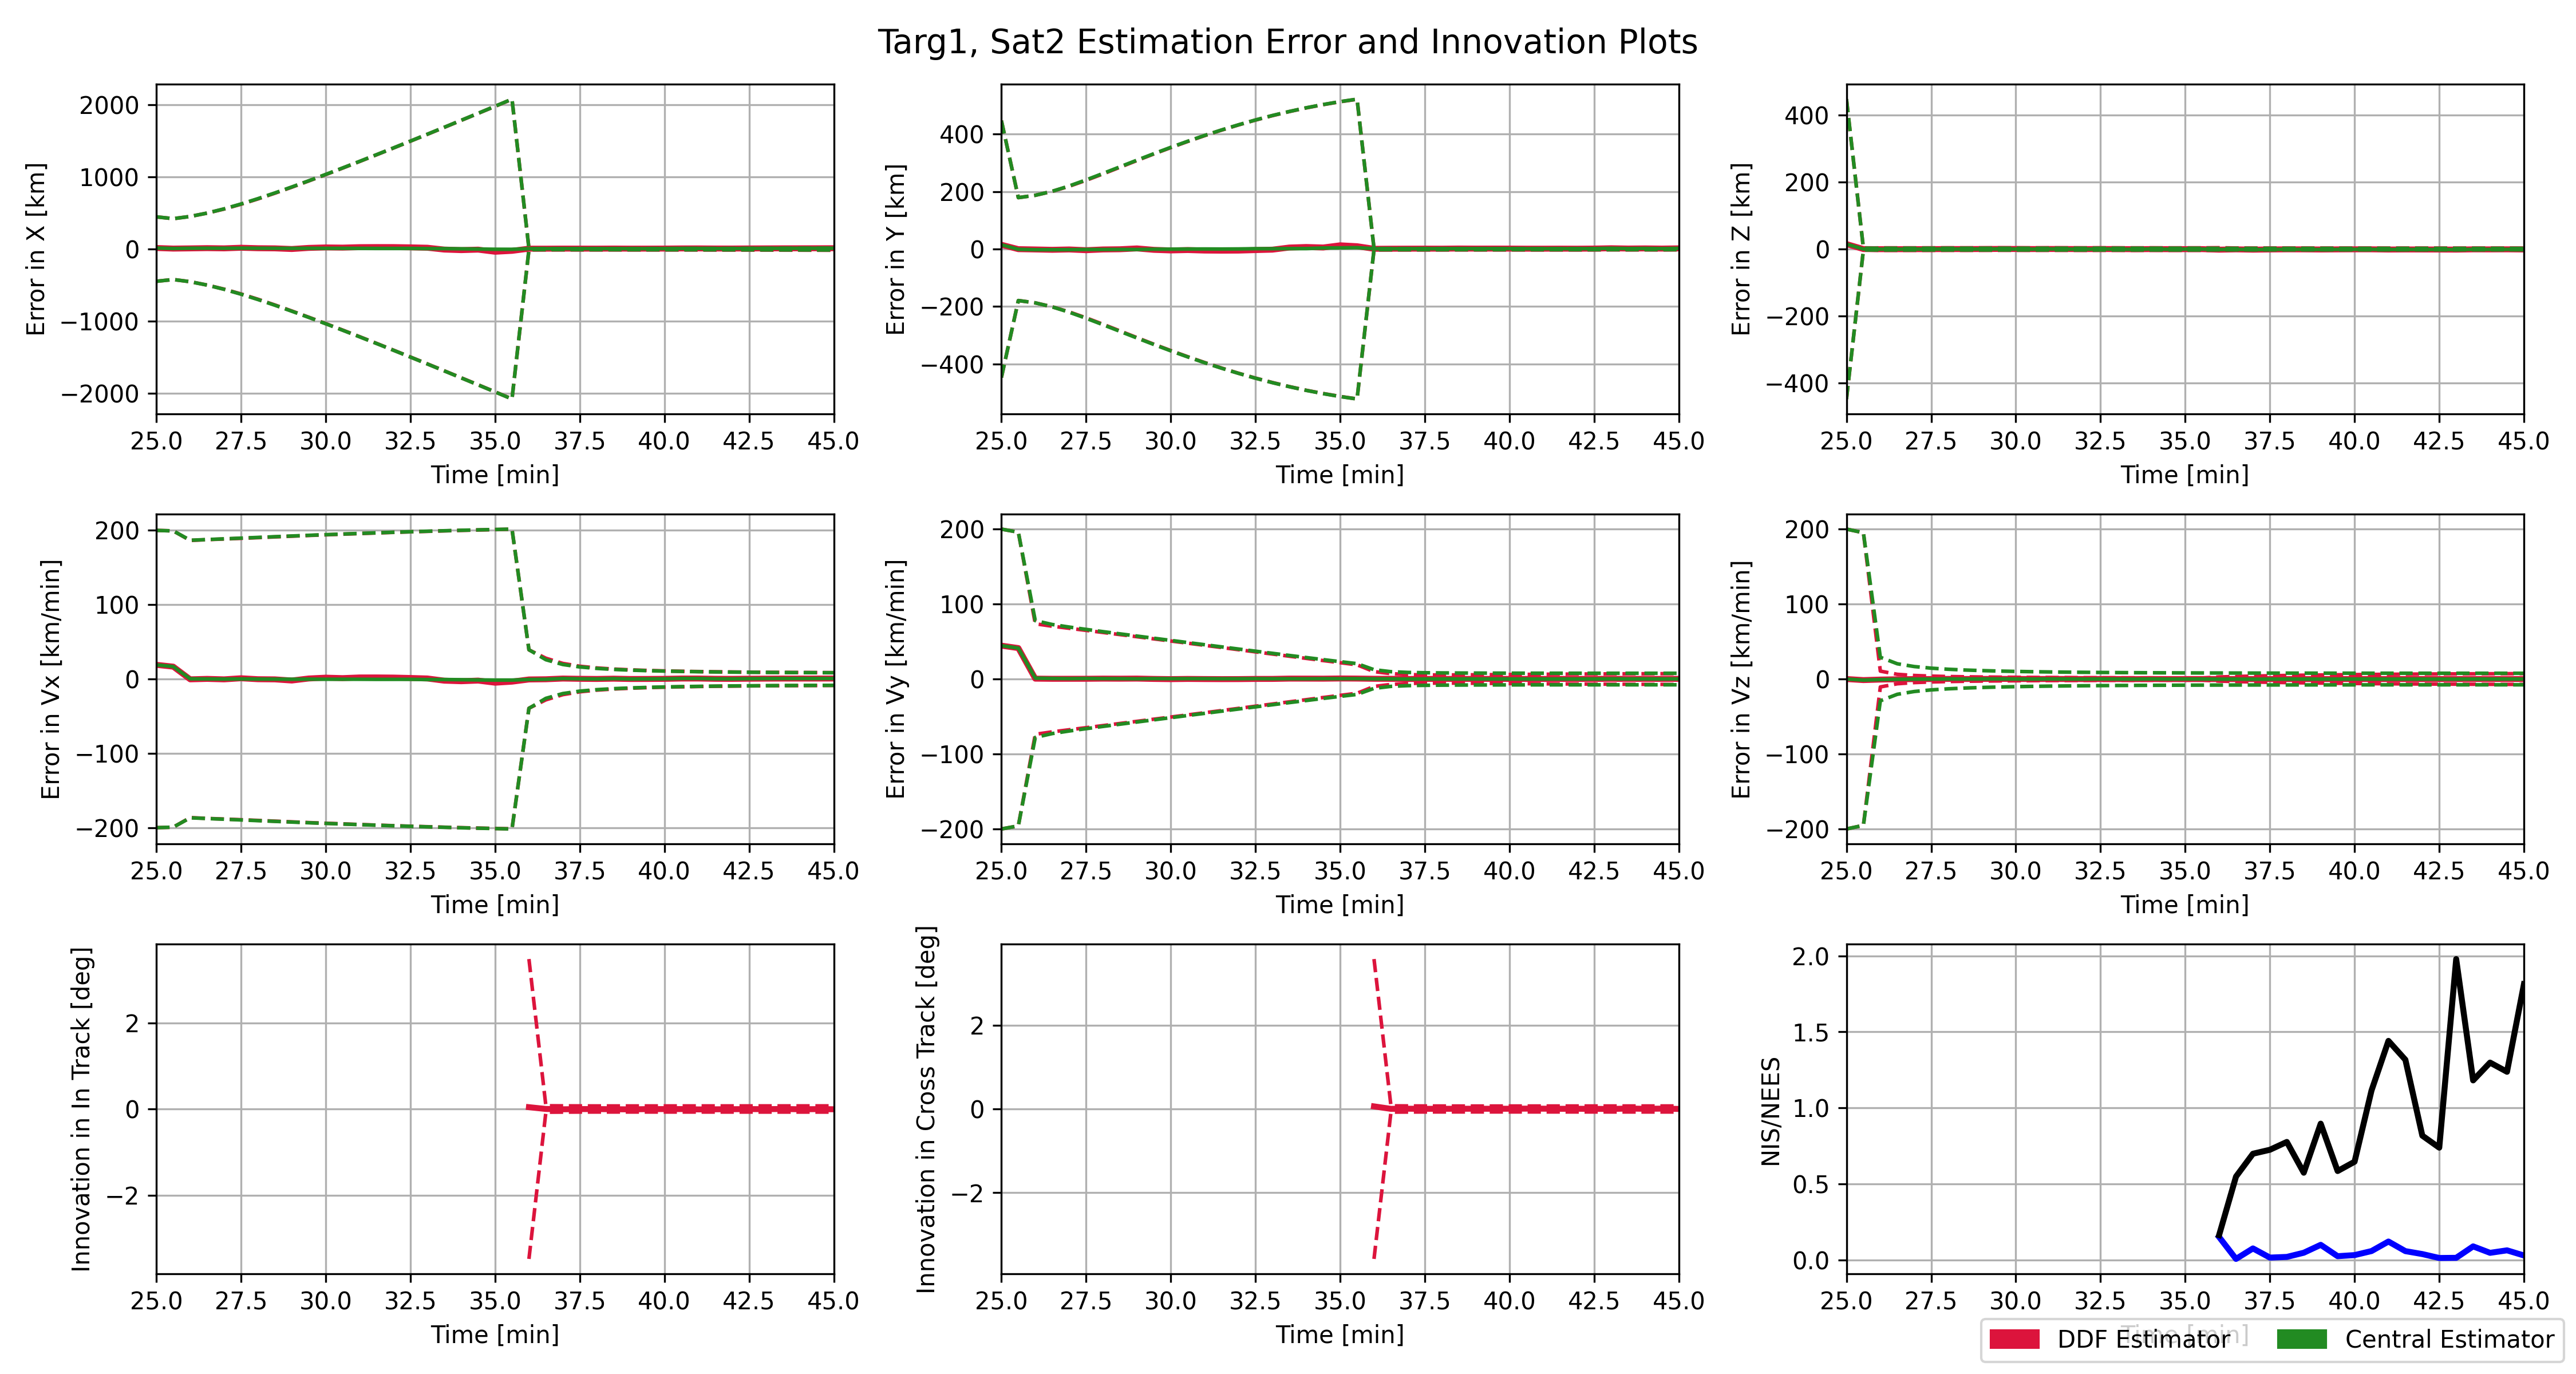 Targ1, Sat2 Estimation Error and Innovation Plots
Error in X [km]
2000
1000
0
−1000
−2000
25.0 27.5 30.0 32.5 35.0 37.5 40.0 42.5 45.0
Time [min]
Error in Y [km]
400
200
0
−200
−400
25.0 27.5 30.0 32.5 35.0 37.5 40.0 42.5 45.0
Time [min]
Error in Z [km]
400
200
0
−200
−400
25.0 27.5 30.0 32.5 35.0 37.5 40.0 42.5 45.0
Time [min]
Error in Vx [km/min]
200
100
0
−100
−200
25.0 27.5 30.0 32.5 35.0 37.5 40.0 42.5 45.0
Time [min]
Error in Vy [km/min]
200
100
0
−100
−200
25.0 27.5 30.0 32.5 35.0 37.5 40.0 42.5 45.0
Time [min]
Error in Vz [km/min]
200
100
0
−100
−200
25.0 27.5 30.0 32.5 35.0 37.5 40.0 42.5 45.0
Time [min]
Innovation in In Track [deg]
2
0
−2
25.0 27.5 30.0 32.5 35.0 37.5 40.0 42.5 45.0
Time [min]
Innovation in Cross Track [deg]
2
0
−2
25.0 27.5 30.0 32.5 35.0 37.5 40.0 42.5 45.0
Time [min]
NIS/NEES
2.0
1.5
1.0
0.5
0.0
25.0 27.5 30.0 32.5 35.0 37.5 40.0 42.5 45.0
Time [min]
DDF Estimator Central Estimator